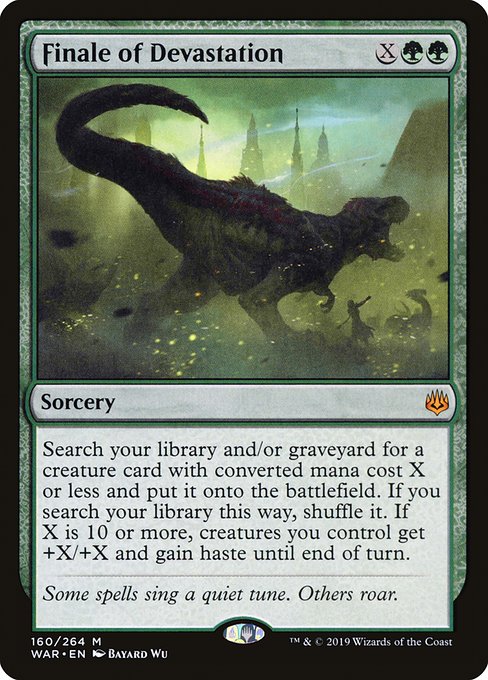 Finale of Devastation X
Sorcery
Search your library and/or graveyard for a
creature card with converted mana cost X
or less and put it onto the battlefield. If you
search your library this way, shuffle it. If
X is 10 or more, creatures you control get
+X/+X and gain haste until end of turn.
Some spells sing a quiet tune. Others roar.
160/264 M
WAR • EN Bayard Wu
™ & © 2019 Wizards of the Coast